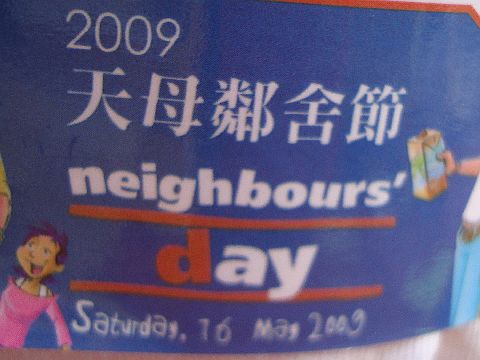 2009
天母鄰舍節
neighbours'
day
Saturday, 16 May 2009